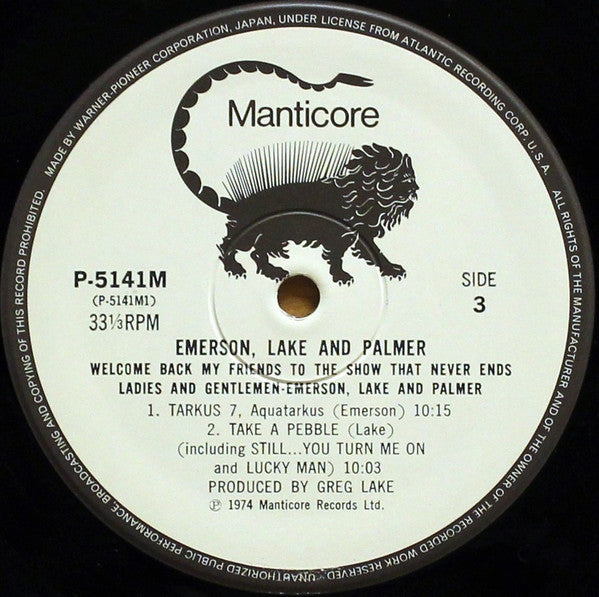 MADE BY WARNER-PIONEER CORPORATION, JAPAN, UNDER LICENSE FROM ATLANTIC RECORDING CORP. U.S.A. ALL RIGHTS OF THE MANUFACTURER AND OF THE OWNER OF THE RECORDED WORK RESERVED. UNAUTHORIZED PUBLIC PERFORMANCE, BROADCASTING AND COPYING OF THIS RECORD PROHIBITED.
Manticore
P-5141M
(P-5141M1)
33⅓RPM
SIDE
3
EMERSON, LAKE AND PALMER
WELCOME BACK MY FRIENDS TO THE SHOW THAT NEVER ENDS
LADIES AND GENTLEMEN-EMERSON, LAKE AND PALMER
1. TARKUS 7, Aquatarkus (Emerson) 10:15
2. TAKE A PEBBLE (Lake)
(including STILL...YOU TURN ME ON
and LUCKY MAN) 10:03
PRODUCED BY GREG LAKE
℗ 1974 Manticore Records Ltd.